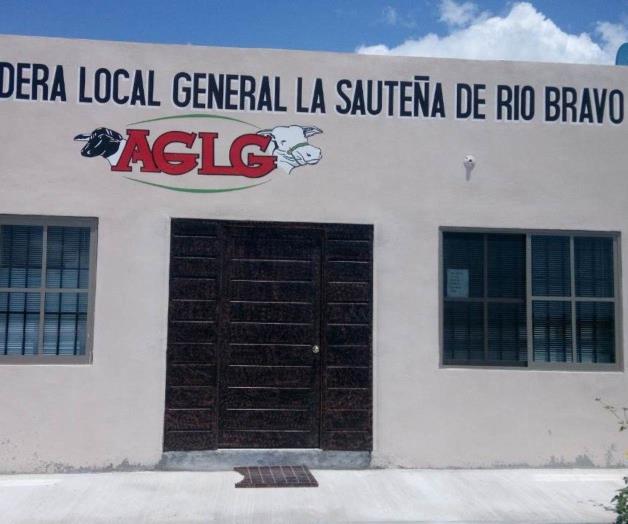 DERA LOCAL GENERAL LA SAUTEÑA DE RIO BRAVO
AGLG